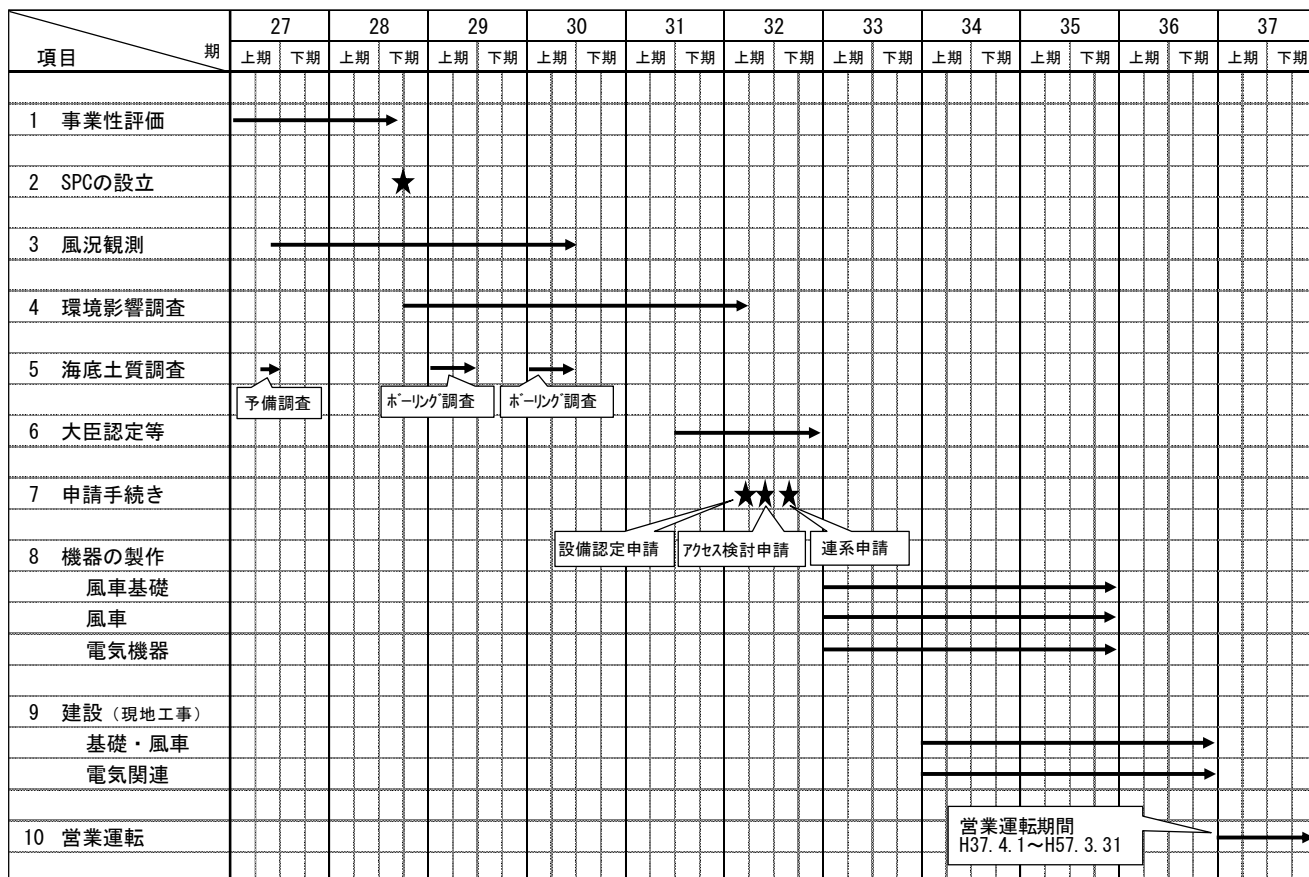 期
項目
27 28 29 30 31 32 33 34 35 36 37
上期 下期 上期 下期 上期 下期 上期 下期 上期 下期 上期 下期 上期 下期 上期 下期 上期 下期 上期 下期 上期 下期
1 事業性評価
2 SPCの設立
★
3 風況観測
4 環境影響調査
5 海底土質調査
予備調査 ﾎﾞｰﾘﾝｸﾞ調査 ﾎﾞｰﾘﾝｸﾞ調査
6 大臣認定等
7 申請手続き
★★ ★
設備認定申請 ｱｸｾｽ検討申請 連系申請
8 機器の製作
風車基礎
風車
電気機器
9 建設（現地工事）
基礎・風車
電気関連
営業運転期間
H37.4.1～H57.3.31
10 営業運転